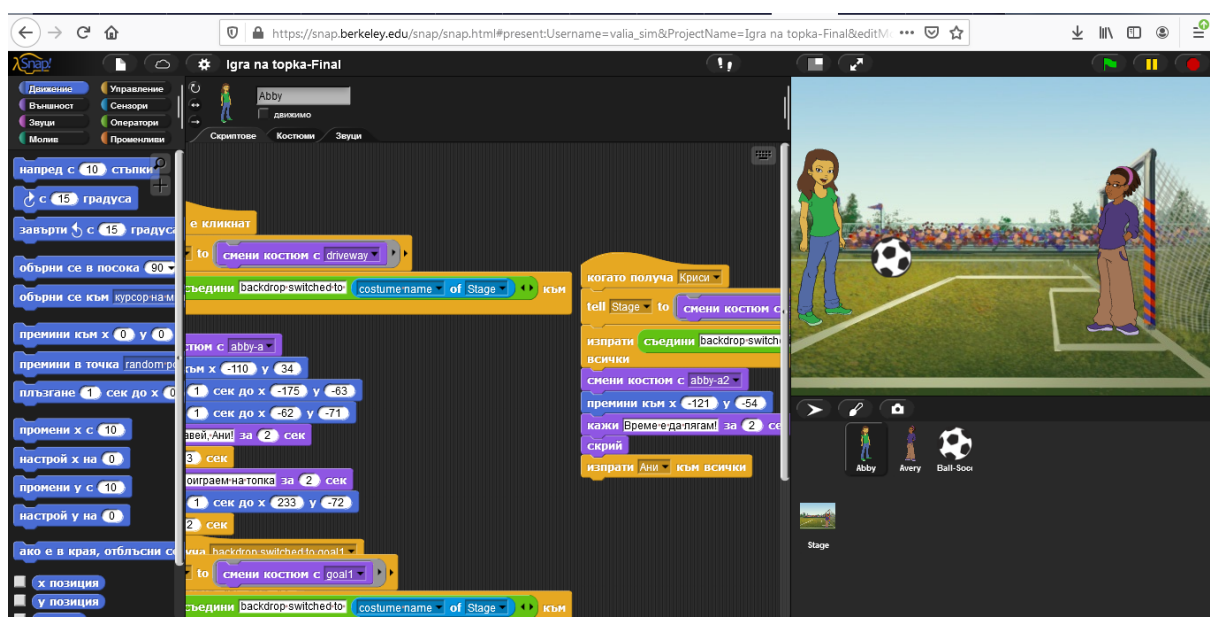 https://snap.berkeley.edu/snap/snap.html#present:Username=valia_sim&ProjectName=Igra na topka-Final&editM
Snap!
Igra na topka-Final
Движение Управление
Външност Сензори
Звуци Оператори
Молив Променливи
Abby
движимо
Скриптове Костюми Звуци
напред с 10 стъпки
с 15 градуса
завърти с 15 градуса
обърни се в посока 90
обърни се към курсор на м
премини към x 0 y 0
премини в точка random po
плъзгане 1 сек до x 0
промени x с 10
настрой x на 0
промени y с 10
настрой y на 0
ако е в края, отблъсни се
x позиция
y позиция
е кликнат
to смени костюм с driveway
съедини backdrop switched to costume name of Stage към
тюм с abby-a
към x -110 y 34
1 сек до x -175 y -63
1 сек до x -62 y -71
авей, Ани! за 2 сек
3 сек
оиграем на топка за 2 сек
1 сек до x 233 y -72
2 сек
уча backdrop switched to goal1
to смени костюм с goal1
съедини backdrop switched to costume name of Stage към
когато получа Криси
tell Stage to смени костюм с
изпрати съедини backdrop switch
всички
смени костюм с abby-a2
премини към x -121 y -54
кажи Време е да лягам! за 2 се
скрий
изпрати Ани към всички
Abby Avery Ball-Soc
Stage